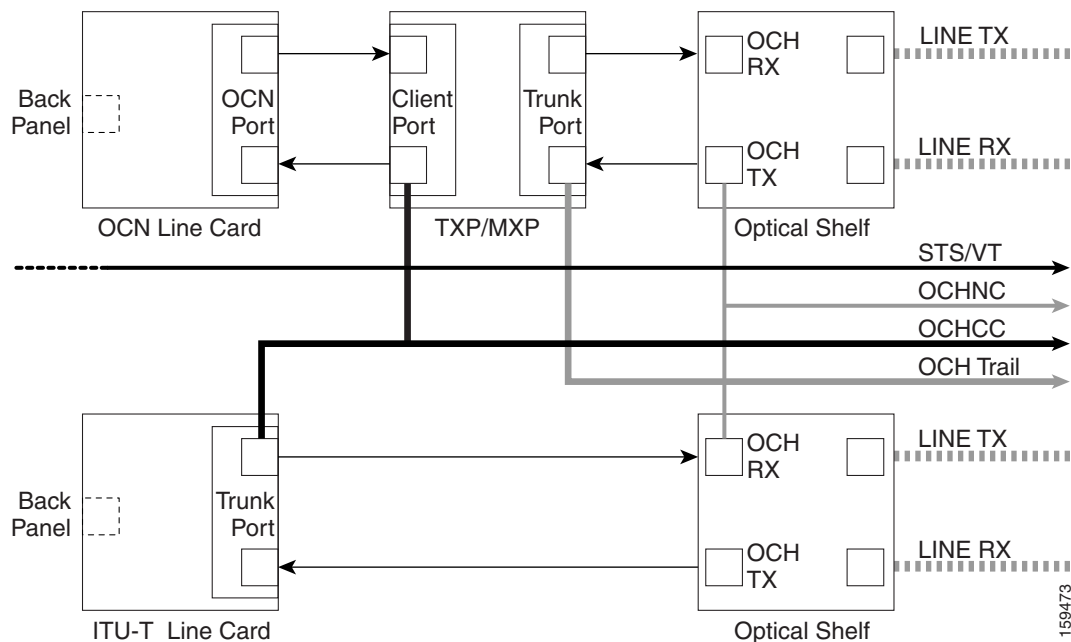 OCH
RX
LINE TX
Back
Panel
OCN
Port
Client
Port
Trunk
Port
OCH
TX
LINE RX
OCN Line Card
TXP/MXP
Optical Shelf
STS/VT
OCHNC
OCHCC
OCH Trail
OCH
RX
LINE TX
Back
Panel
Trunk
Port
OCH
TX
LINE RX
ITU-T Line Card
Optical Shelf
159473